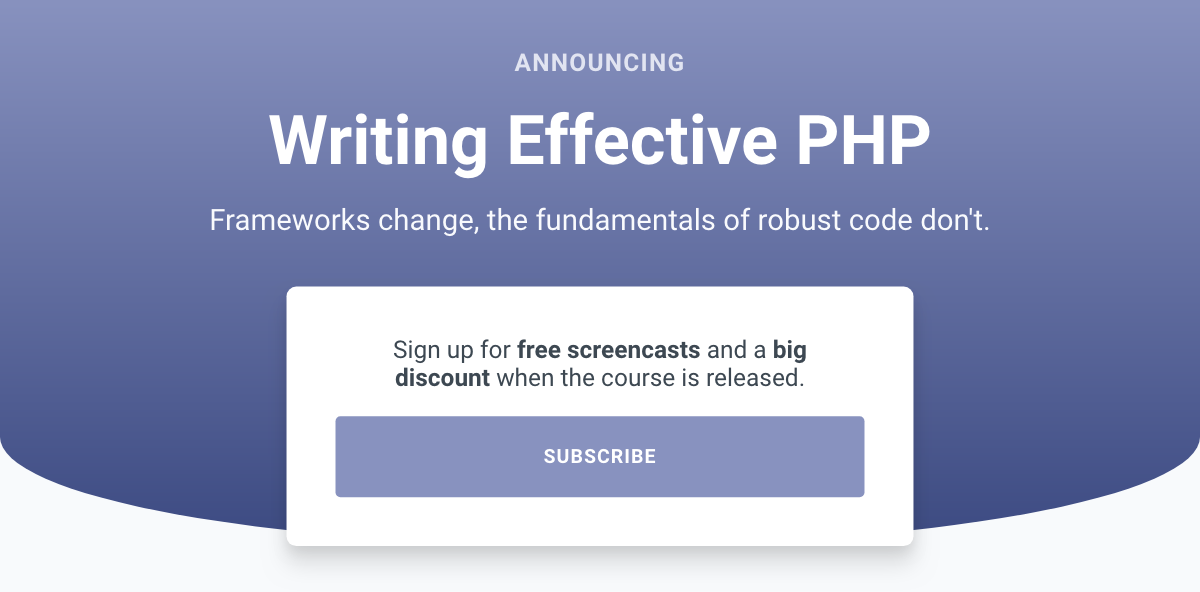 ANNOUNCING
Writing Effective PHP
Frameworks change, the fundamentals of robust code don't.
Sign up for free screencasts and a big
discount when the course is released.
SUBSCRIBE